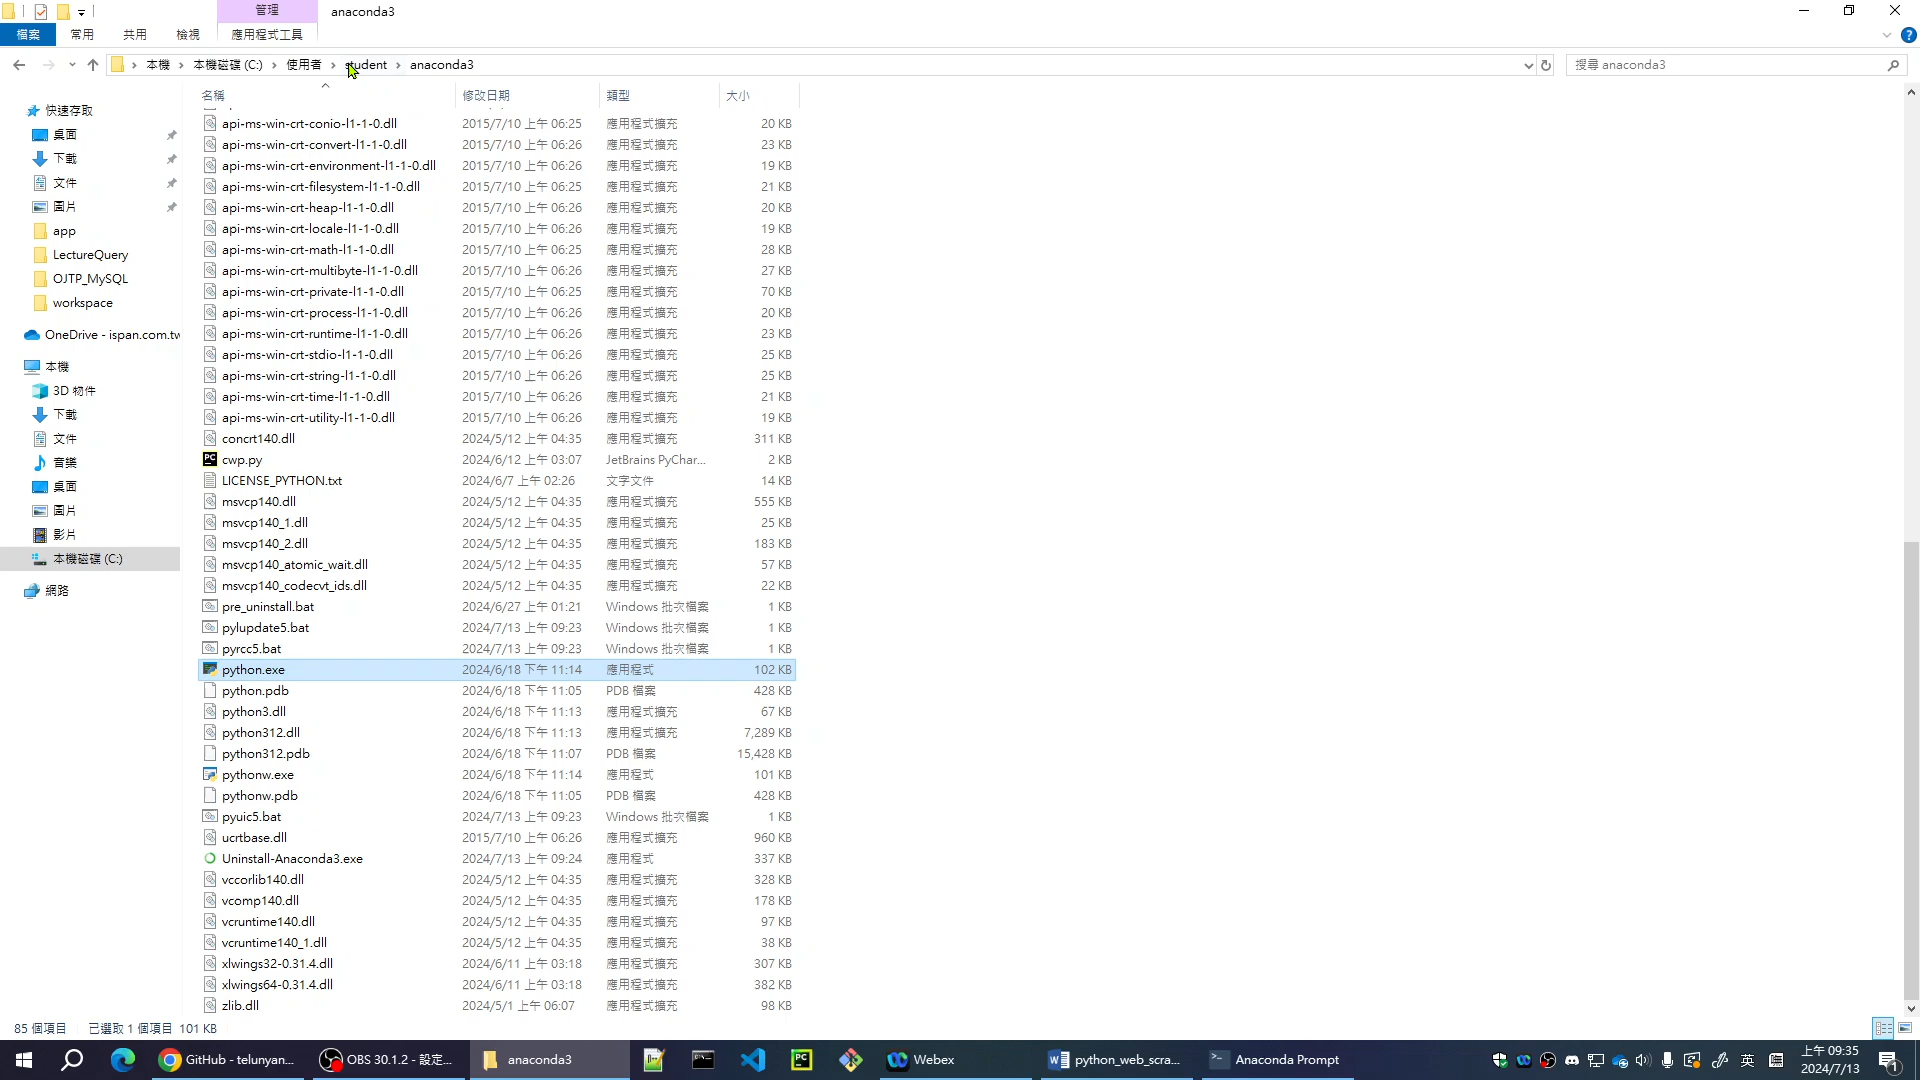 管理
anaconda3
檔案
常用
共用
檢視
應用程式工具
本機
本機磁碟 (C:)
使用者
student
anaconda3
搜尋 anaconda3
快速存取
桌面
下載
文件
圖片
app
LectureQuery
OJTP_MySQL
workspace
OneDrive - ispan.com.tw
本機
3D 物件
下載
文件
音樂
桌面
圖片
影片
本機磁碟 (C:)
網路
名稱 修改日期 類型 大小
api-ms-win-crt-conio-l1-1-0.dll 2015/7/10 上午 06:25 應用程式擴充 20 KB
api-ms-win-crt-convert-l1-1-0.dll 2015/7/10 上午 06:26 應用程式擴充 23 KB
api-ms-win-crt-environment-l1-1-0.dll 2015/7/10 上午 06:26 應用程式擴充 19 KB
api-ms-win-crt-filesystem-l1-1-0.dll 2015/7/10 上午 06:25 應用程式擴充 21 KB
api-ms-win-crt-heap-l1-1-0.dll 2015/7/10 上午 06:26 應用程式擴充 20 KB
api-ms-win-crt-locale-l1-1-0.dll 2015/7/10 上午 06:26 應用程式擴充 19 KB
api-ms-win-crt-math-l1-1-0.dll 2015/7/10 上午 06:25 應用程式擴充 28 KB
api-ms-win-crt-multibyte-l1-1-0.dll 2015/7/10 上午 06:26 應用程式擴充 27 KB
api-ms-win-crt-private-l1-1-0.dll 2015/7/10 上午 06:25 應用程式擴充 70 KB
api-ms-win-crt-process-l1-1-0.dll 2015/7/10 上午 06:26 應用程式擴充 20 KB
api-ms-win-crt-runtime-l1-1-0.dll 2015/7/10 上午 06:26 應用程式擴充 23 KB
api-ms-win-crt-stdio-l1-1-0.dll 2015/7/10 上午 06:26 應用程式擴充 25 KB
api-ms-win-crt-string-l1-1-0.dll 2015/7/10 上午 06:26 應用程式擴充 25 KB
api-ms-win-crt-time-l1-1-0.dll 2015/7/10 上午 06:26 應用程式擴充 21 KB
api-ms-win-crt-utility-l1-1-0.dll 2015/7/10 上午 06:26 應用程式擴充 19 KB
concrt140.dll 2024/5/12 上午 04:35 應用程式擴充 311 KB
cwp.py 2024/6/12 上午 03:07 JetBrains PyChar... 2 KB
LICENSE_PYTHON.txt 2024/6/7 上午 02:26 文字文件 14 KB
msvcp140.dll 2024/5/12 上午 04:35 應用程式擴充 555 KB
msvcp140_1.dll 2024/5/12 上午 04:35 應用程式擴充 25 KB
msvcp140_2.dll 2024/5/12 上午 04:35 應用程式擴充 183 KB
msvcp140_atomic_wait.dll 2024/5/12 上午 04:35 應用程式擴充 57 KB
msvcp140_codecvt_ids.dll 2024/5/12 上午 04:35 應用程式擴充 22 KB
pre_uninstall.bat 2024/6/27 上午 01:21 Windows 批次檔案 1 KB
pylupdate5.bat 2024/7/13 上午 09:23 Windows 批次檔案 1 KB
pyrcc5.bat 2024/7/13 上午 09:23 Windows 批次檔案 1 KB
python.exe 2024/6/18 下午 11:14 應用程式 102 KB
python.pdb 2024/6/18 下午 11:05 PDB 檔案 428 KB
python3.dll 2024/6/18 下午 11:13 應用程式擴充 67 KB
python312.dll 2024/6/18 下午 11:13 應用程式擴充 7,289 KB
python312.pdb 2024/6/18 下午 11:07 PDB 檔案 15,428 KB
pythonw.exe 2024/6/18 下午 11:14 應用程式 101 KB
pythonw.pdb 2024/6/18 下午 11:05 PDB 檔案 428 KB
pyuic5.bat 2024/7/13 上午 09:23 Windows 批次檔案 1 KB
ucrtbase.dll 2015/7/10 上午 06:26 應用程式擴充 960 KB
Uninstall-Anaconda3.exe 2024/7/13 上午 09:24 應用程式 337 KB
vccorlib140.dll 2024/5/12 上午 04:35 應用程式擴充 328 KB
vcomp140.dll 2024/5/12 上午 04:35 應用程式擴充 178 KB
vcruntime140.dll 2024/5/12 上午 04:35 應用程式擴充 97 KB
vcruntime140_1.dll 2024/5/12 上午 04:35 應用程式擴充 38 KB
xlwings32-0.31.4.dll 2024/6/11 上午 03:18 應用程式擴充 307 KB
xlwings64-0.31.4.dll 2024/6/11 上午 03:18 應用程式擴充 382 KB
zlib.dll 2024/5/1 上午 06:07 應用程式擴充 98 KB
85 個項目 已選取 1 個項目 101 KB
GitHub - telunyan...
OBS 30.1.2 - 設定...
anaconda3
Webex
python_web_scra...
Anaconda Prompt
英
上午 09:35
2024/7/13